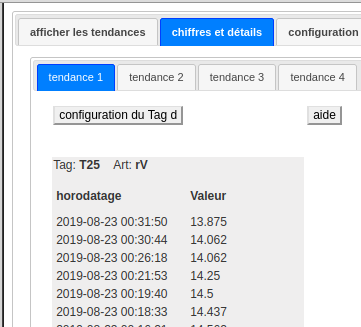 afficher les tendances chiffres et détails configuration
tendance 1 tendance 2 tendance 3 tendance 4
configuration du Tag d aide
Tag: T25 Art: rV
horodatage Valeur
2019-08-23 00:31:50 13.875
2019-08-23 00:30:44 14.062
2019-08-23 00:26:18 14.062
2019-08-23 00:21:53 14.25
2019-08-23 00:19:40 14.5
2019-08-23 00:18:33 14.437